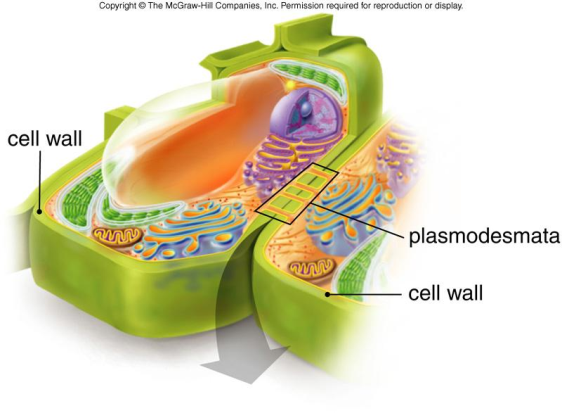 Copyright © The McGraw-Hill Companies, Inc. Permission required for reproduction or display.
cell wall
plasmodesmata
cell wall